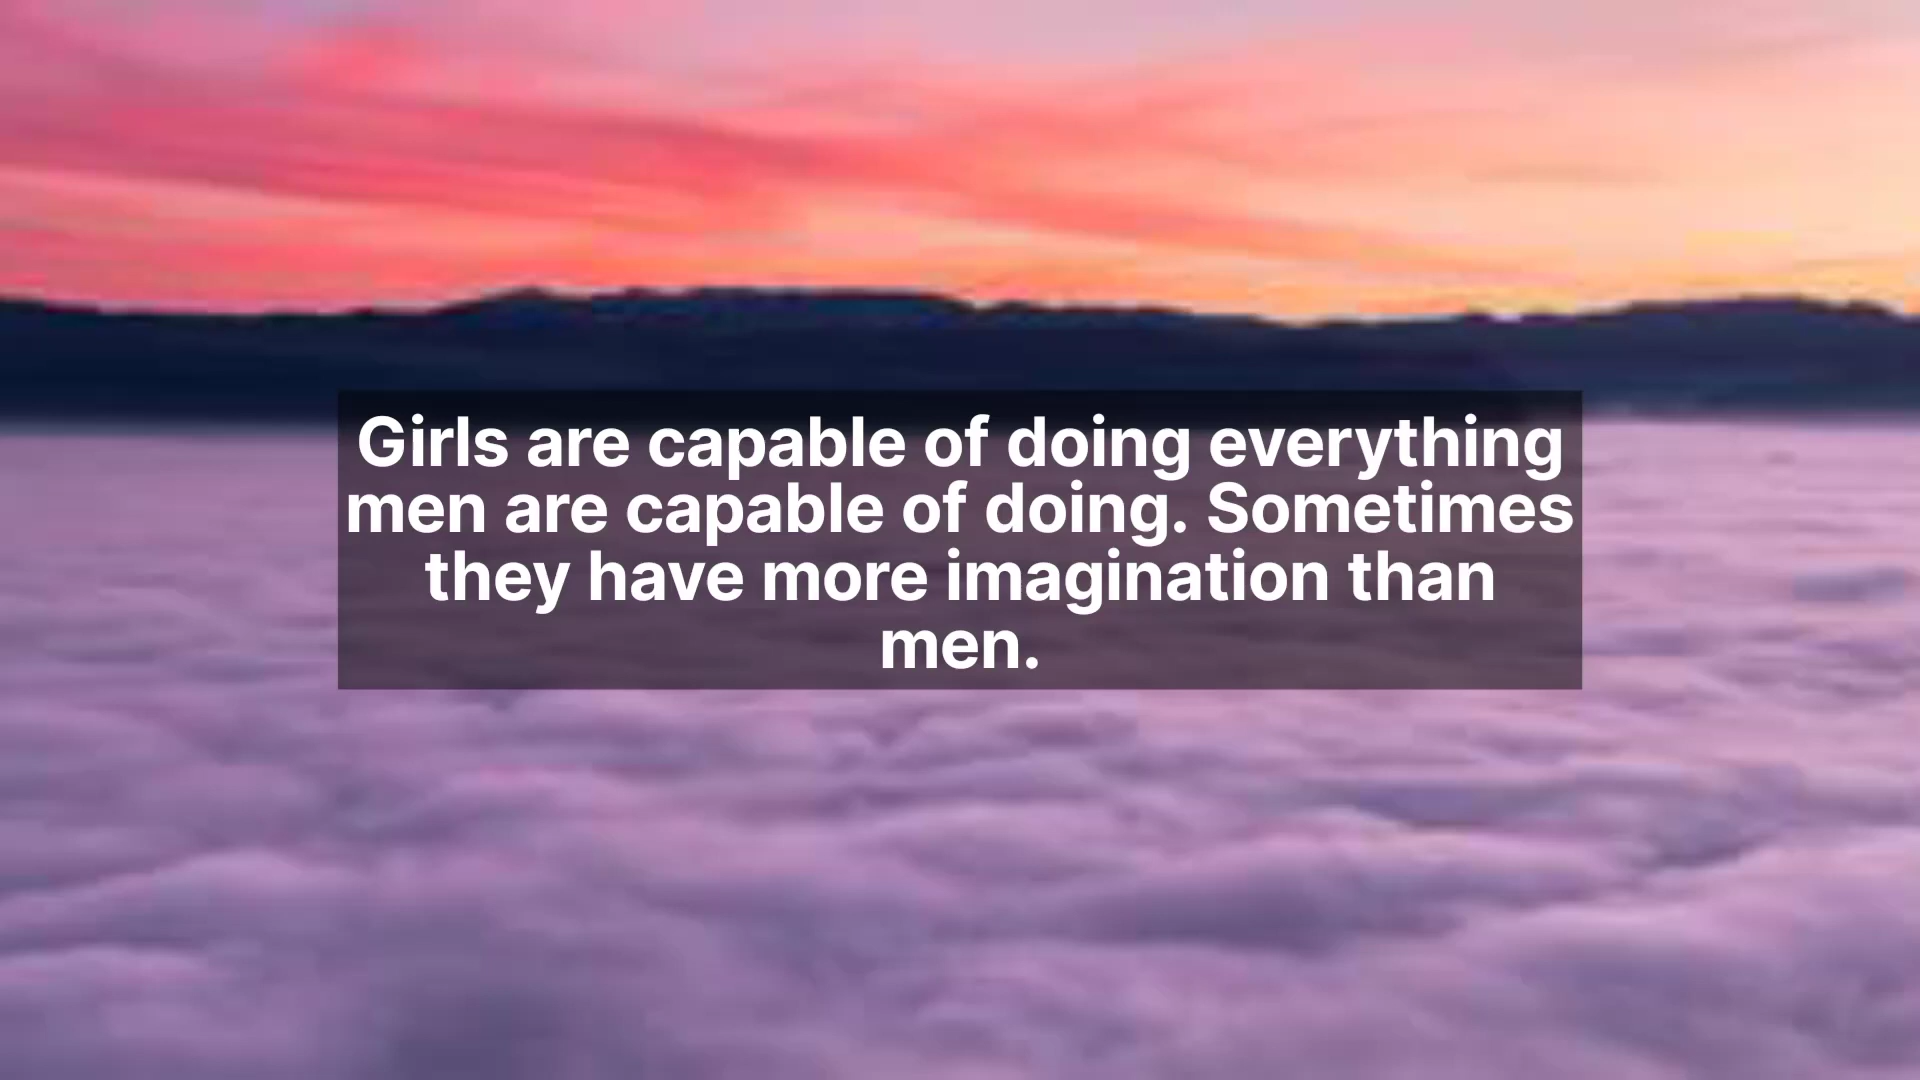 Girls are capable of doing everything
men are capable of doing. Sometimes
they have more imagination than
men.